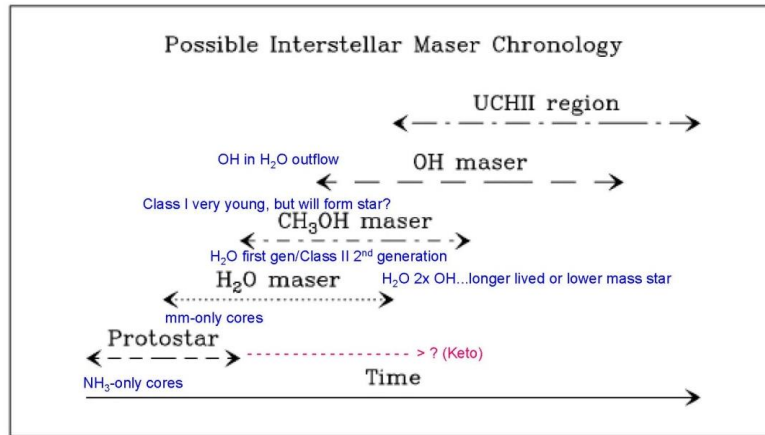 Possible Interstellar Maser Chronology
UCHII region
OH in H₂O outflow
OH maser
Class I very young, but will form star?
CH₃OH maser
H₂O first gen/Class II 2ⁿᵈ generation
H₂O maser
H₂O 2x OH...longer lived or lower mass star
mm-only cores
Protostar
> ? (Keto)
Time
NH₃-only cores